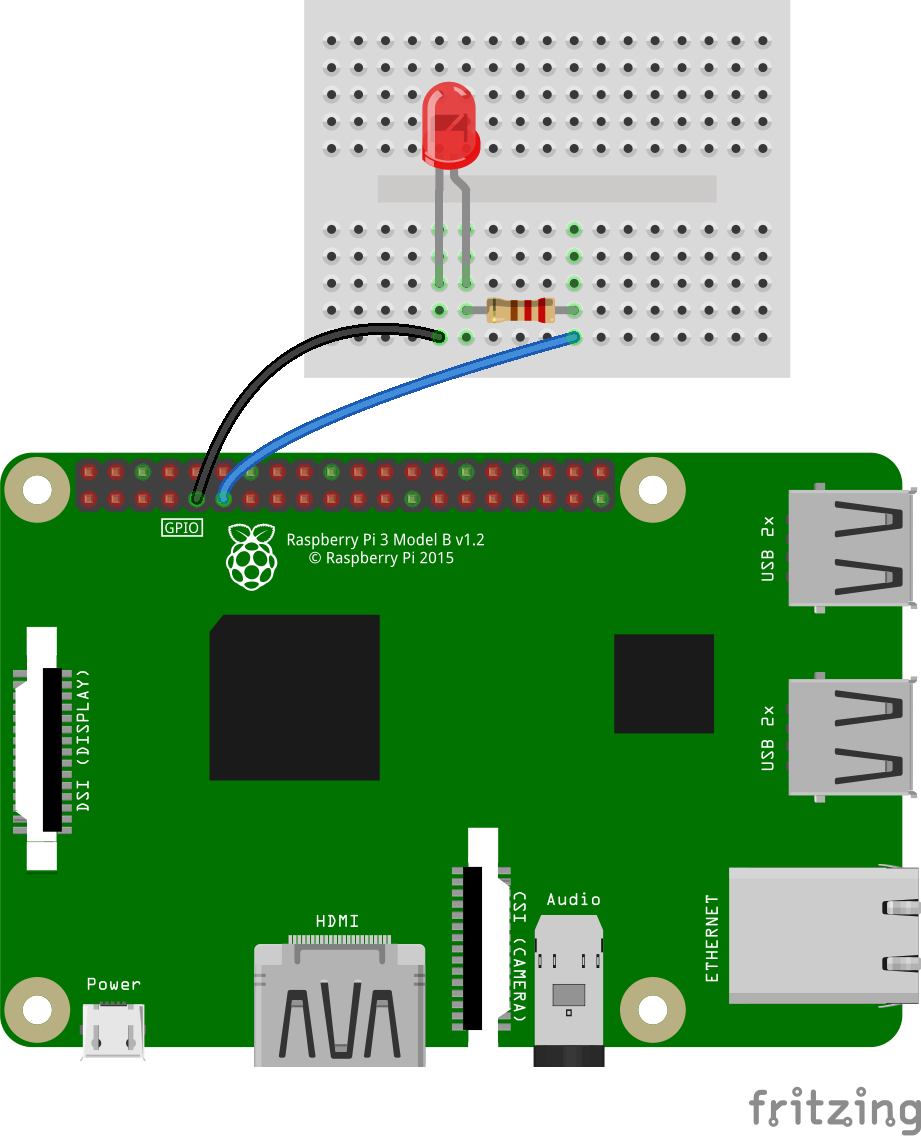 GPIO
Raspberry Pi 3 Model B v1.2
© Raspberry Pi 2015
USB 2x
DSI (DISPLAY)
USB 2x
HDMI
CSI (CAMERA)
Audio
ETHERNET
Power
fritzing